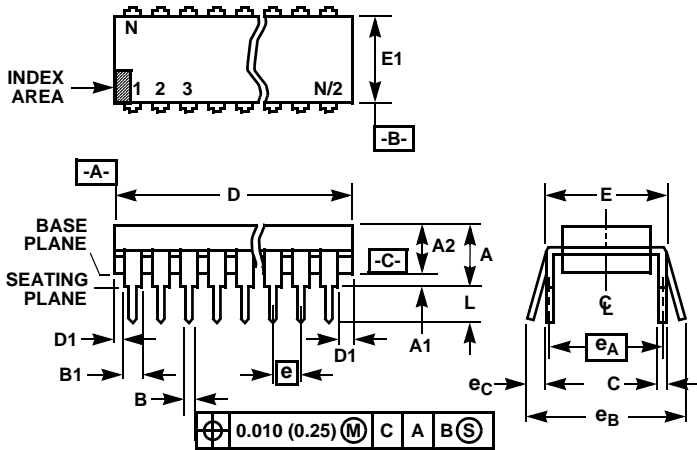 N
E1
INDEX
AREA
1 2 3 N/2
-B-
-A-
D
E
BASE
PLANE
A2
A
-C-
SEATING
PLANE
L
C L
D1
A1
D1
e
eA
B1
eC
C
B
eB
0.010 (0.25) M C A B S